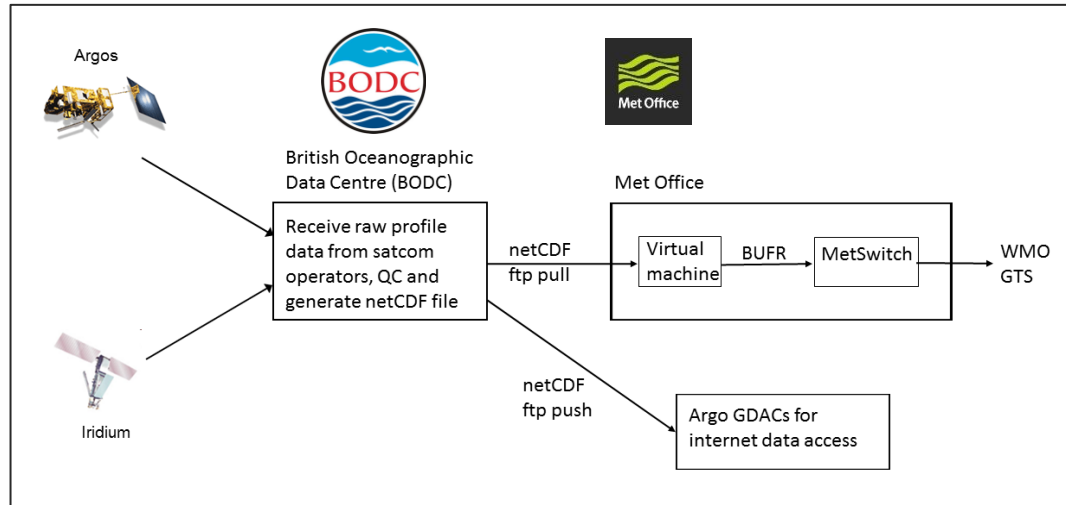 Argos
BODC
Met Office
British Oceanographic
Data Centre (BODC)
Met Office
Receive raw profile
data from satcom
operators, QC and
generate netCDF file
netCDF
ftp pull
Virtual
machine
BUFR
MetSwitch
WMO
GTS
netCDF
ftp push
Argo GDACs for
internet data access
Iridium